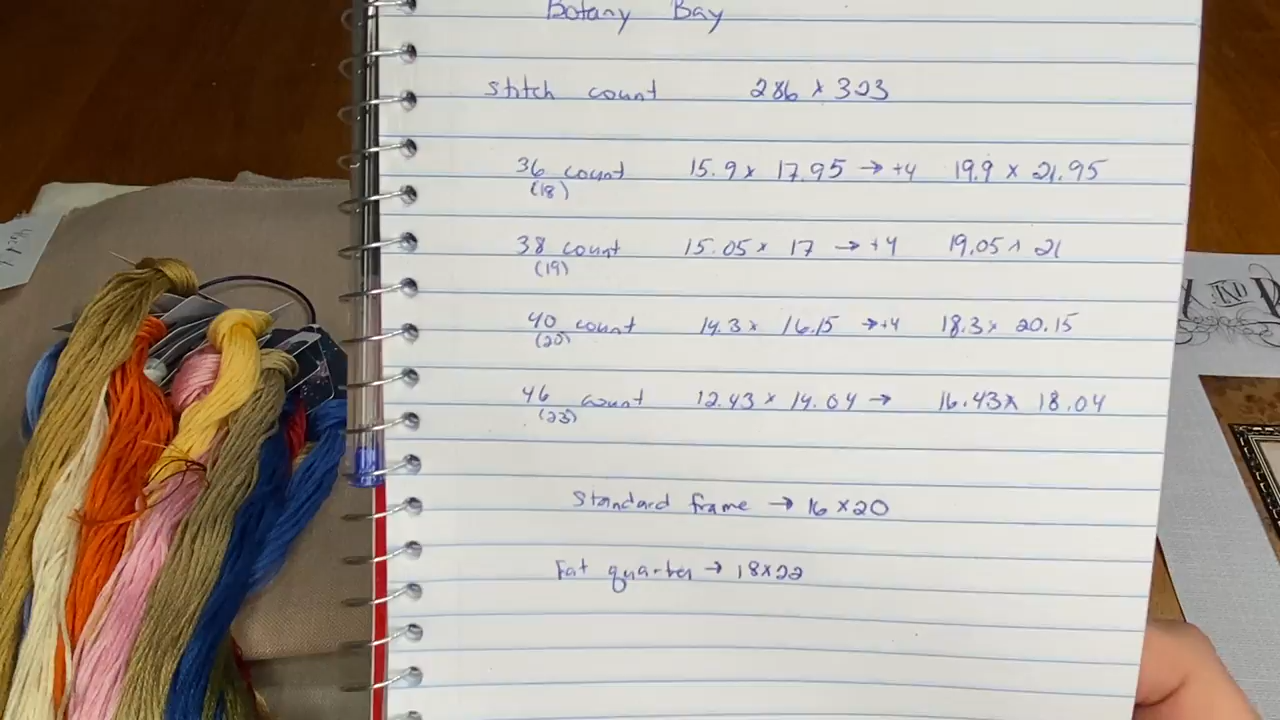 Botany Bay
stitch count 286 x 323
36 count 15.9 x 17.95 → +4 19.9 x 21.95
(18)
38 count 15.05 x 17 → +4 19.05 x 21
(19)
40 count 14.3 x 16.15 → +4 18.3 x 20.15
(20)
46 count 12.43 x 14.04 → 16.43 x 18.04
(23)
Standard frame → 16 x 20
Fat quarter → 18 x 22